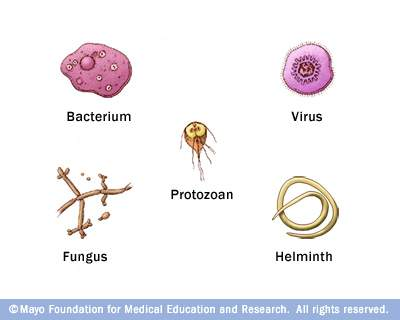 Bacterium
Virus
Protozoan
Fungus
Helminth
©Mayo Foundation for Medical Education and Research. All rights reserved.